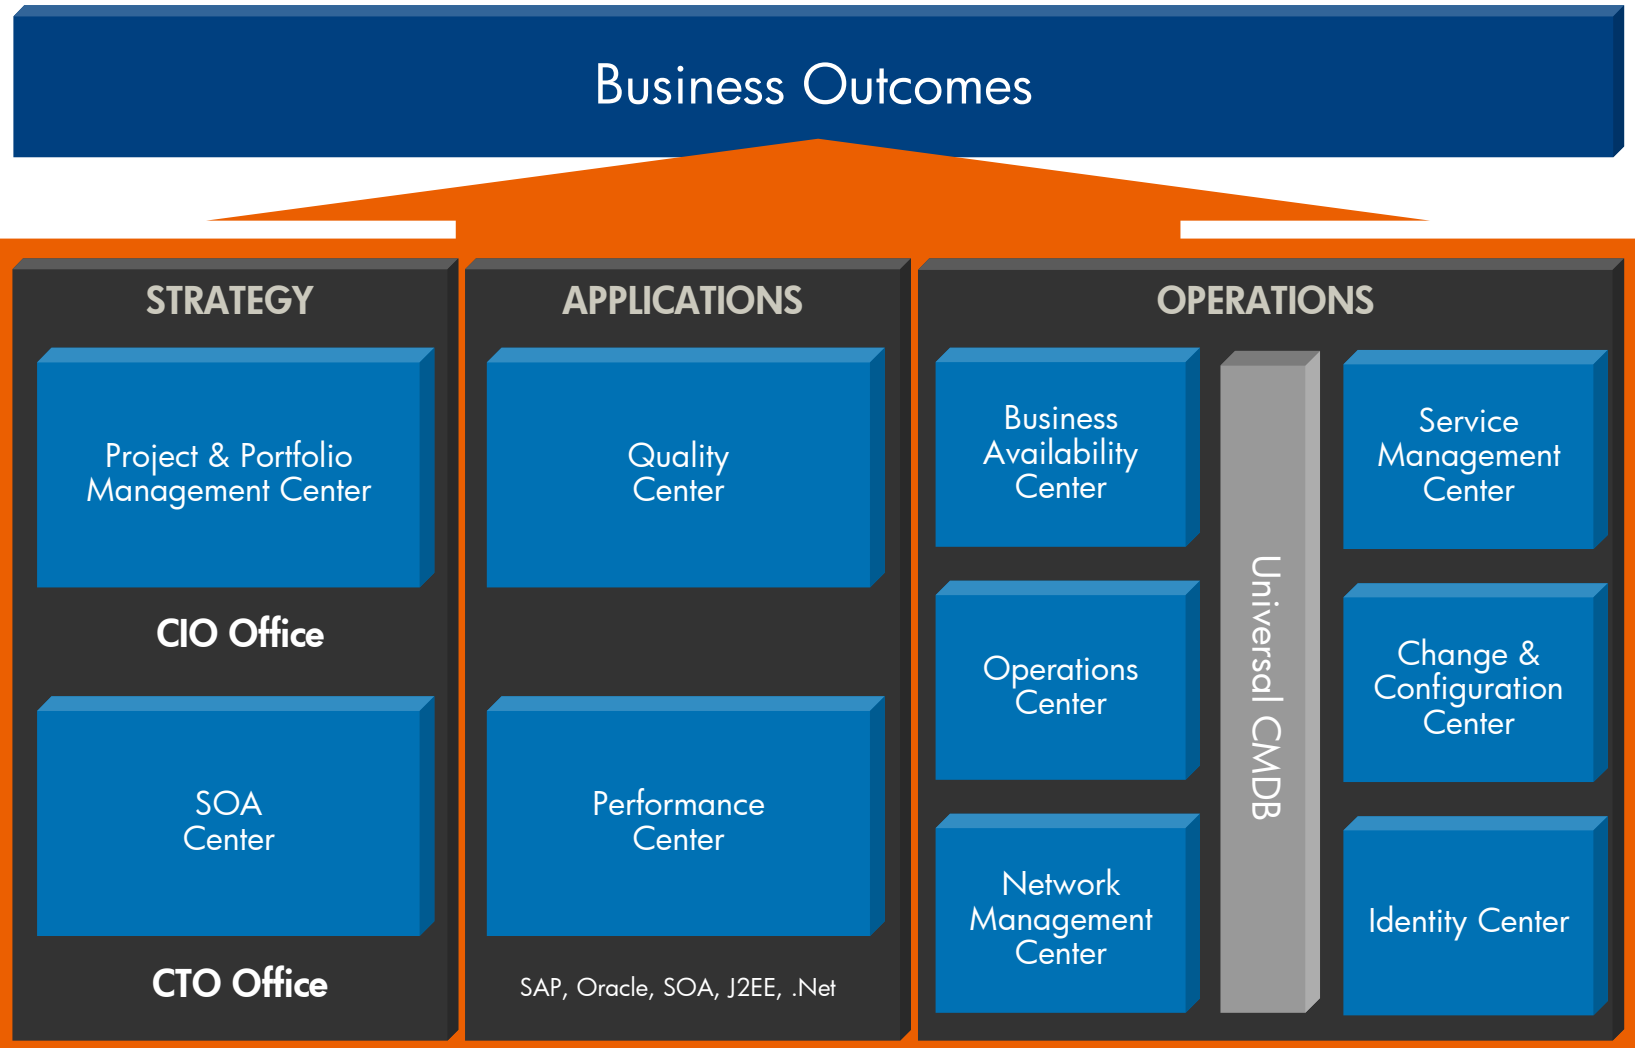 Business Outcomes
STRATEGY
Project & Portfolio
Management Center
CIO Office
SOA
Center
CTO Office
APPLICATIONS
Quality
Center
Performance
Center
SAP, Oracle, SOA, J2EE, .Net
OPERATIONS
Business
Availability
Center
Operations
Center
Network
Management
Center
Universal CMDB
Service
Management
Center
Change &
Configuration
Center
Identity Center